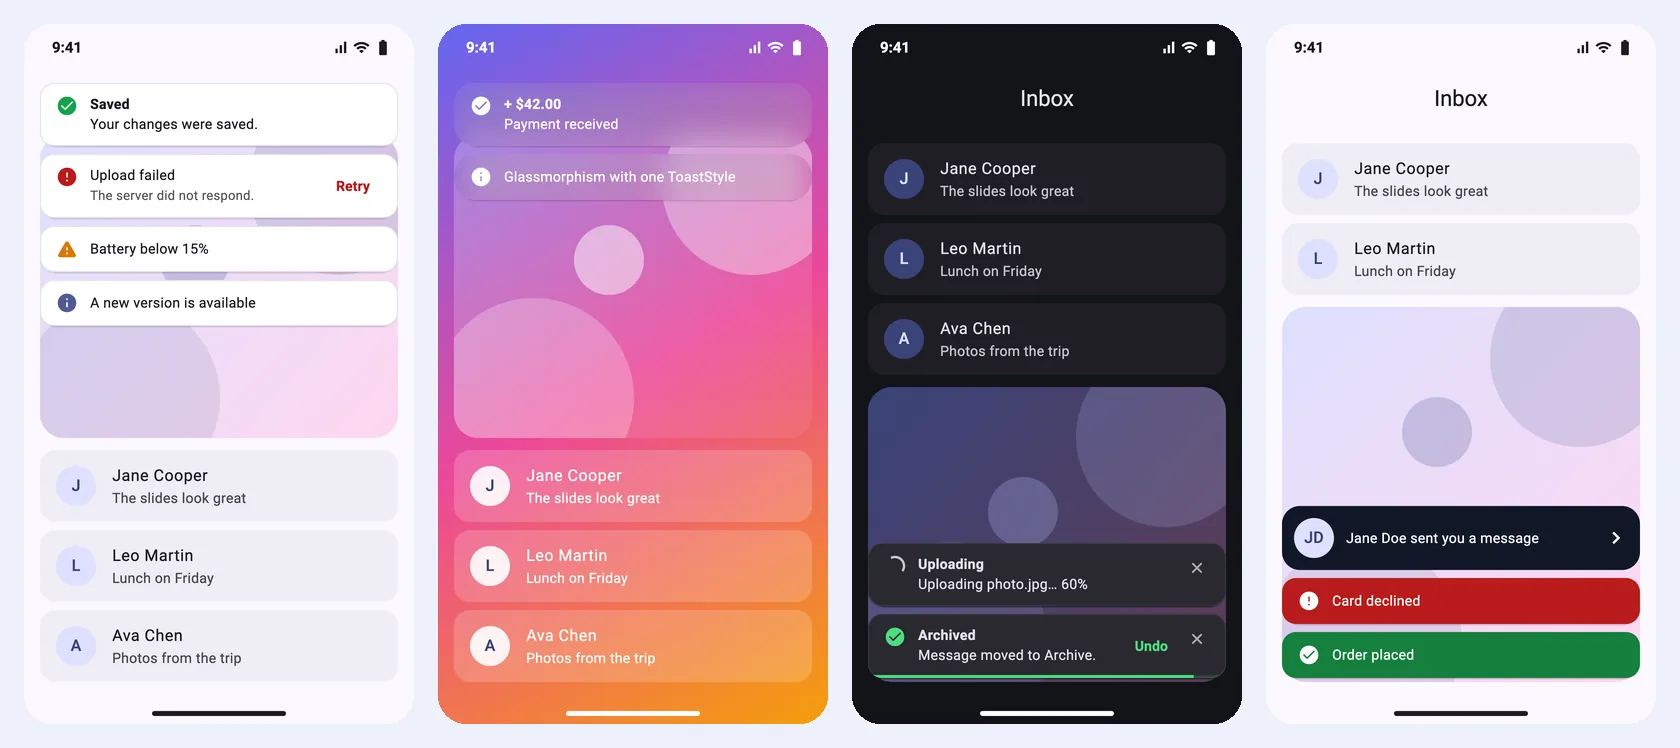 9:41
Saved
Your changes were saved.
Upload failed
The server did not respond.
Retry
Battery below 15%
A new version is available
J
Jane Cooper
The slides look great
L
Leo Martin
Lunch on Friday
A
Ava Chen
Photos from the trip
9:41
+ $42.00
Payment received
Glassmorphism with one ToastStyle
J
Jane Cooper
The slides look great
L
Leo Martin
Lunch on Friday
A
Ava Chen
Photos from the trip
9:41
Inbox
J
Jane Cooper
The slides look great
L
Leo Martin
Lunch on Friday
A
Ava Chen
Photos from the trip
Uploading
Uploading photo.jpg... 60%
Archived
Message moved to Archive.
Undo
9:41
Inbox
J
Jane Cooper
The slides look great
L
Leo Martin
Lunch on Friday
JD
Jane Doe sent you a message
Card declined
Order placed